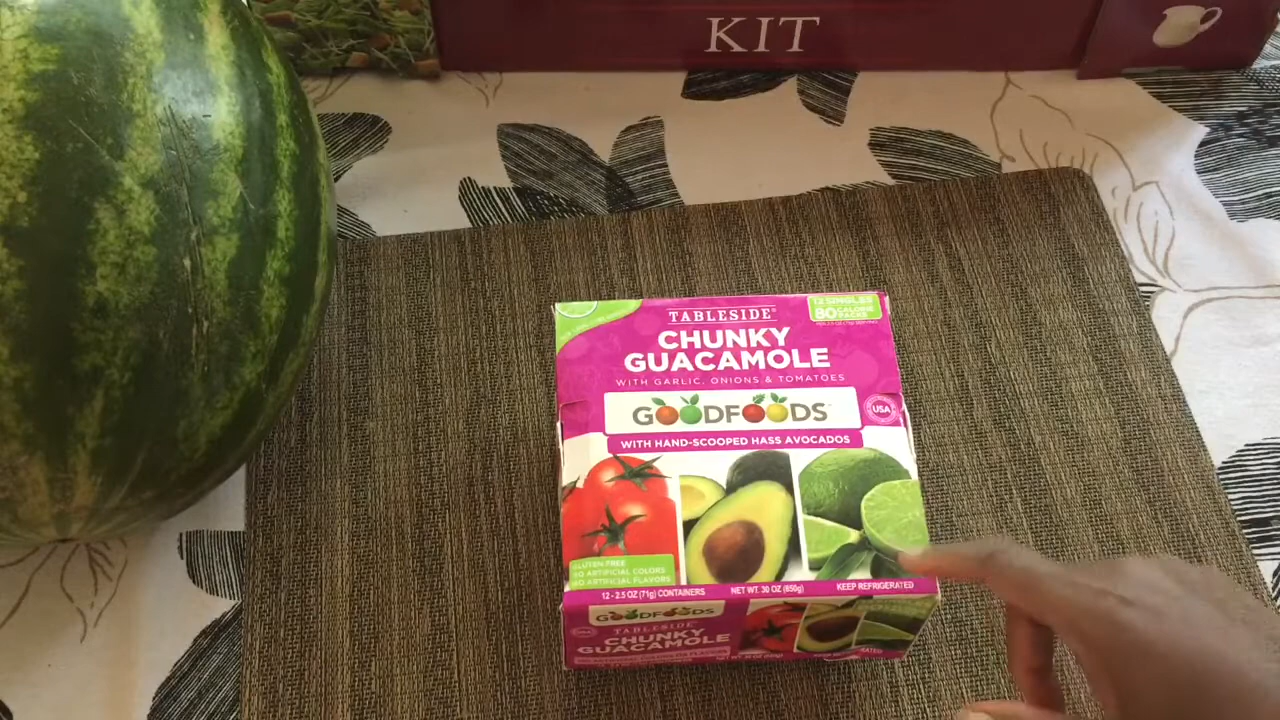 KIT
TABLESIDE
12 SINGLES
80 CALORIE PACKS
CHUNKY
GUACAMOLE
WITH GARLIC, ONIONS & TOMATOES
GOODFOODS
USA
WITH HAND-SCOOPED HASS AVOCADOS
GLUTEN FREE
NO ARTIFICIAL COLORS
NO ARTIFICIAL FLAVORS
12 - 2.5 OZ (71g) CONTAINERS
NET WT. 30 OZ (850g)
KEEP REFRIGERATED
GOODFOODS
TABLESIDE
CHUNKY
GUACAMOLE